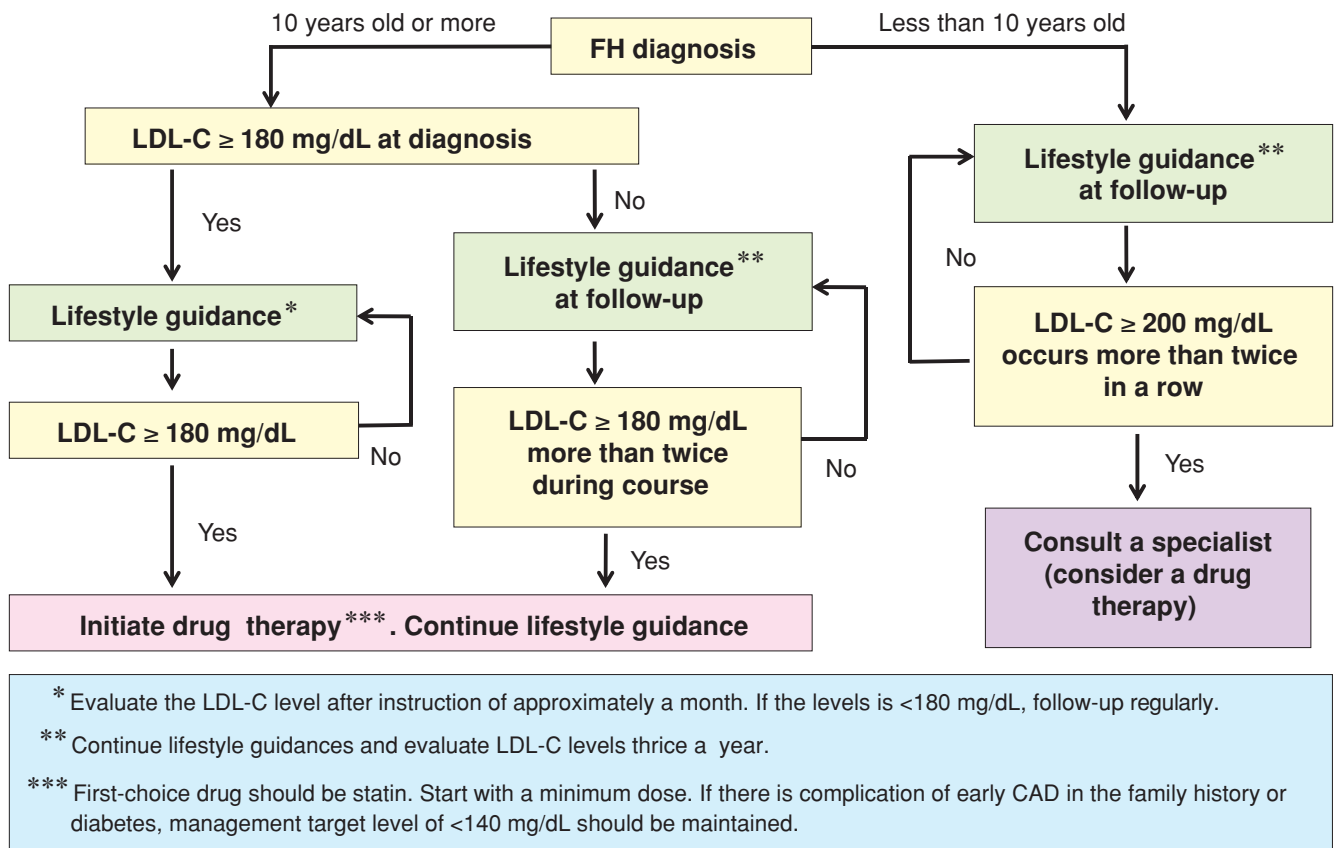 10 years old or more
FH diagnosis
Less than 10 years old
LDL-C ≥ 180 mg/dL at diagnosis
Yes
No
Lifestyle guidance*
LDL-C ≥ 180 mg/dL
No
Yes
Lifestyle guidance**
at follow-up
LDL-C ≥ 180 mg/dL
more than twice
during course
No
Yes
Initiate drug therapy***. Continue lifestyle guidance
Lifestyle guidance**
at follow-up
No
LDL-C ≥ 200 mg/dL
occurs more than twice
in a row
Yes
Consult a specialist
(consider a drug
therapy)
* Evaluate the LDL-C level after instruction of approximately a month. If the levels is <180 mg/dL, follow-up regularly.
** Continue lifestyle guidances and evaluate LDL-C levels thrice a year.
*** First-choice drug should be statin. Start with a minimum dose. If there is complication of early CAD in the family history or
diabetes, management target level of <140 mg/dL should be maintained.